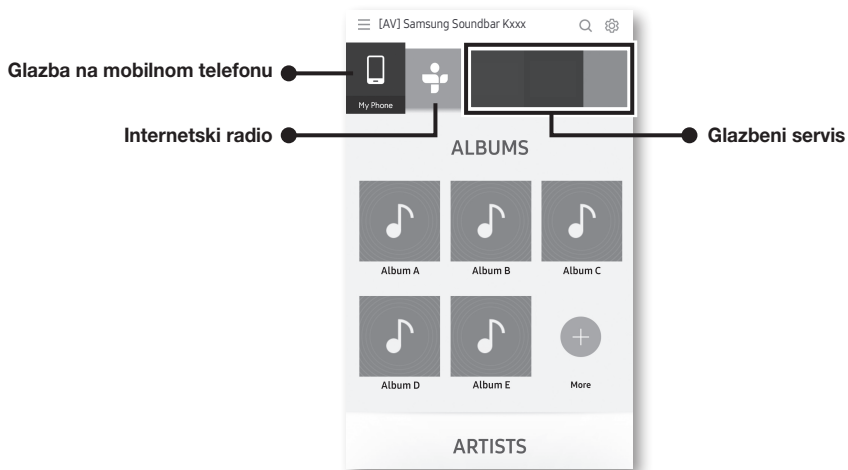 [AV] Samsung Soundbar Kxxx
Glazba na mobilnom telefonu
My Phone
Internetski radio
Glazbeni servis
ALBUMS
Album A
Album B
Album C
Album D
Album E
More
ARTISTS